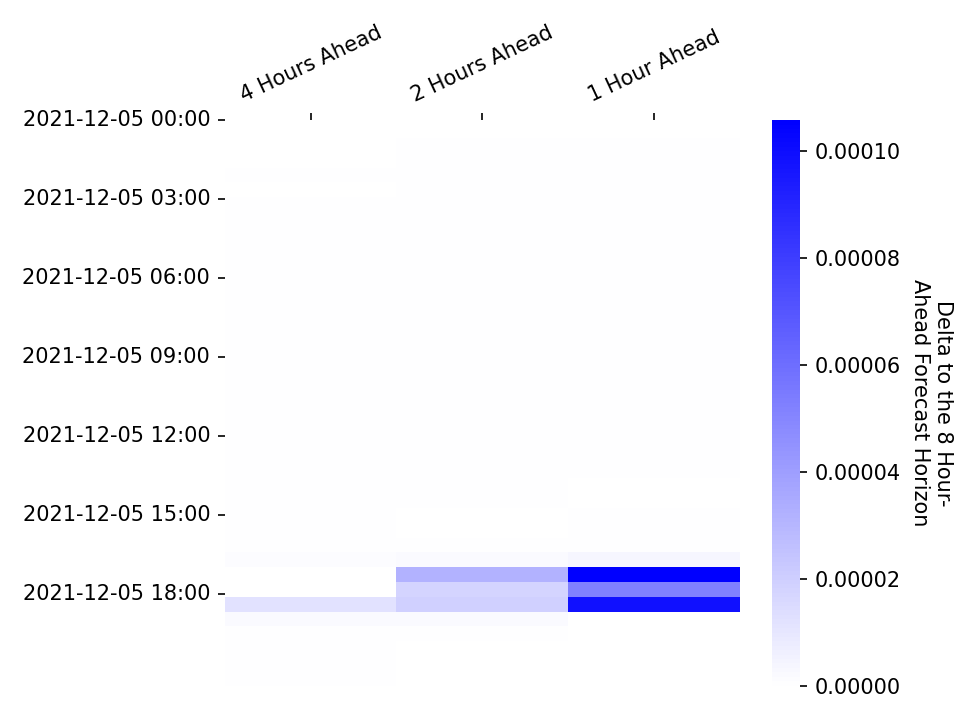 4 Hours Ahead
2 Hours Ahead
1 Hour Ahead
2021-12-05 00:00
2021-12-05 03:00
2021-12-05 06:00
2021-12-05 09:00
2021-12-05 12:00
2021-12-05 15:00
2021-12-05 18:00
0.00010
0.00008
0.00006
0.00004
0.00002
0.00000
Delta to the 8 Hour-
Ahead Forecast Horizon